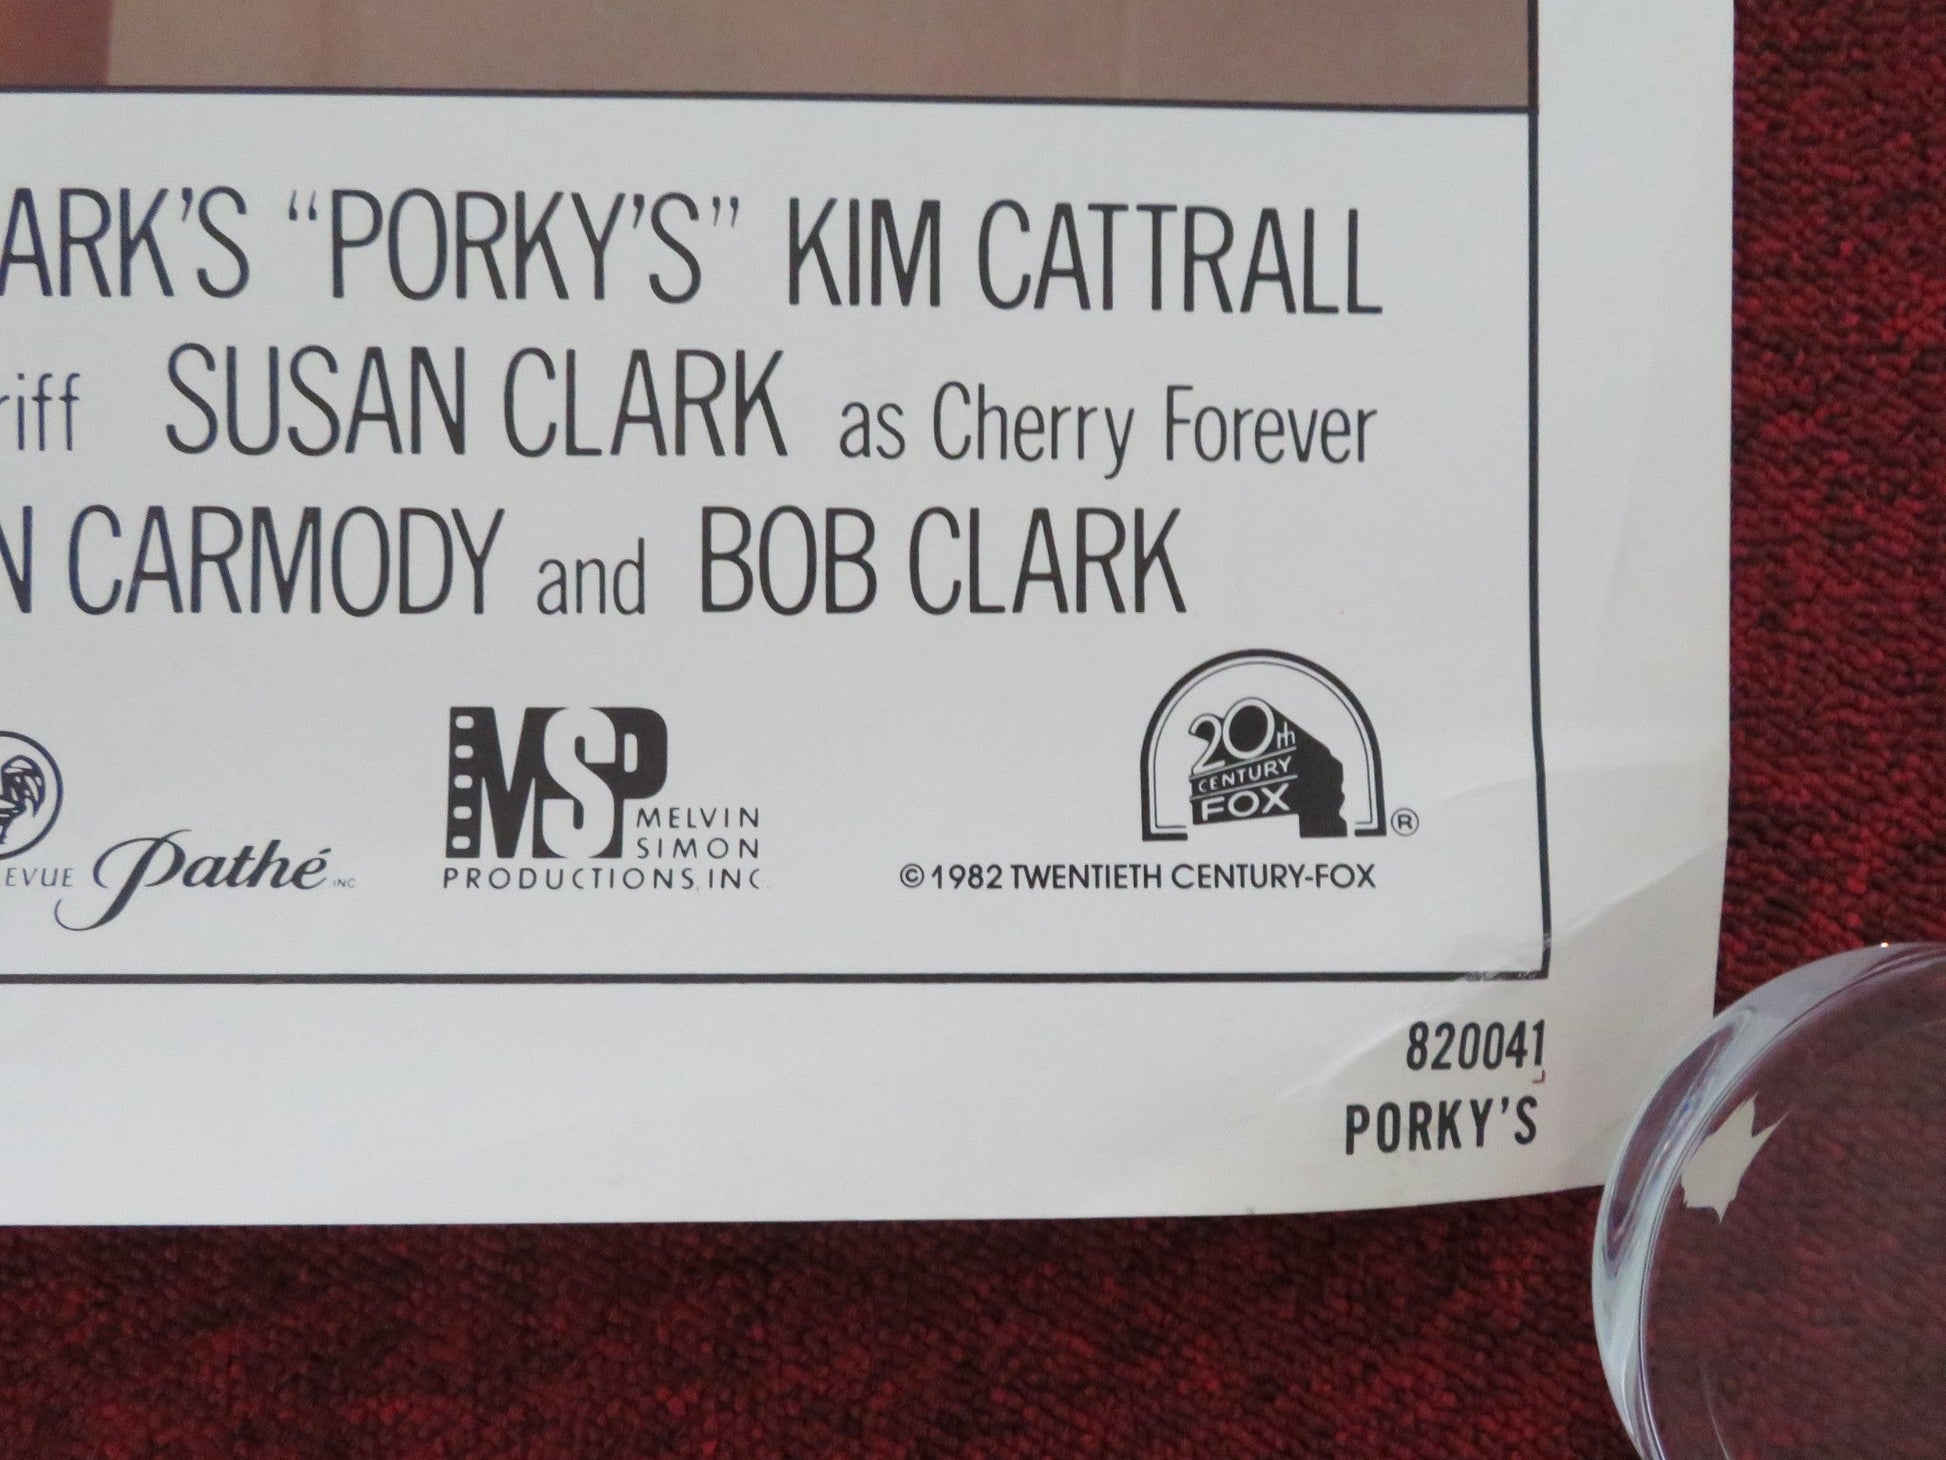 ARK'S "PORKY'S" KIM CATTRALL
riff SUSAN CLARK as Cherry Forever
N CARMODY and BOB CLARK
EVUE Pathé INC
MSP MELVIN
SIMON
PRODUCTIONS, INC.
20th
CENTURY
FOX
®
© 1982 TWENTIETH CENTURY-FOX
820041
PORKY'S